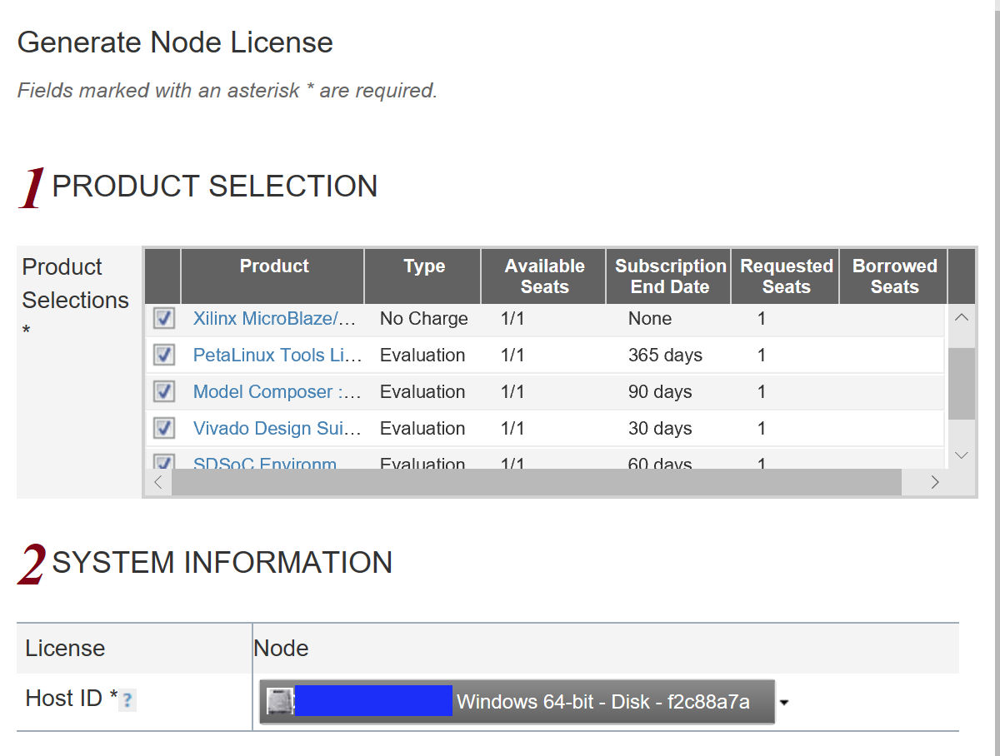 Generate Node License
Fields marked with an asterisk * are required.
1 PRODUCT SELECTION
Product Selections *
Product Type Available Seats Subscription End Date Requested Seats Borrowed Seats
Xilinx MicroBlaze/... No Charge 1/1 None 1
PetaLinux Tools Li... Evaluation 1/1 365 days 1
Model Composer :... Evaluation 1/1 90 days 1
Vivado Design Sui... Evaluation 1/1 30 days 1
SDSoC Environm Evaluation 1/1 60 days 1
2 SYSTEM INFORMATION
License Node
Host ID * ? Windows 64-bit - Disk - f2c88a7a